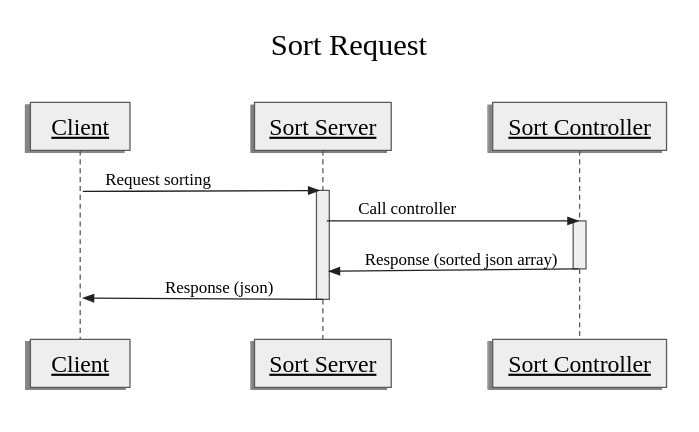 Sort Request
Client
Sort Server
Sort Controller
Request sorting
Call controller
Response (sorted json array)
Response (json)
Client
Sort Server
Sort Controller